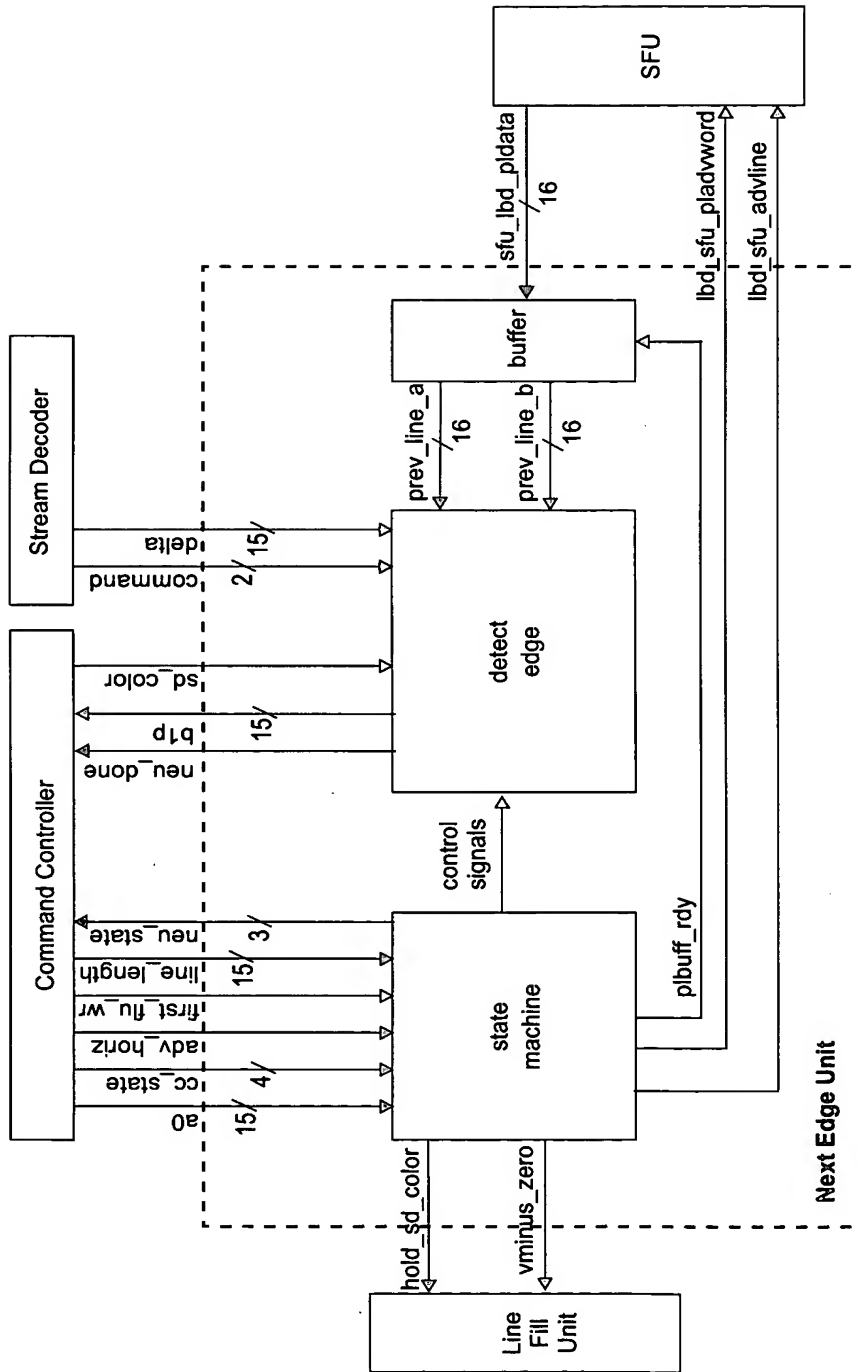 Command Controller
Stream Decoder
a0
15
cc_state
4
adv_horiz
first_flu_wr
line_length
15
neu_state
3
neu_done
b1p
15
sd_color
command
2
delta
15
Line
Fill
Unit
hold_sd_color
vminus_zero
state
machine
control
signals
detect
edge
prev_line_a
16
prev_line_b
16
buffer
sfu_lbd_pldata
16
SFU
plbuff_rdy
lbd_sfu_pladvword
lbd_sfu_advline
Next Edge Unit